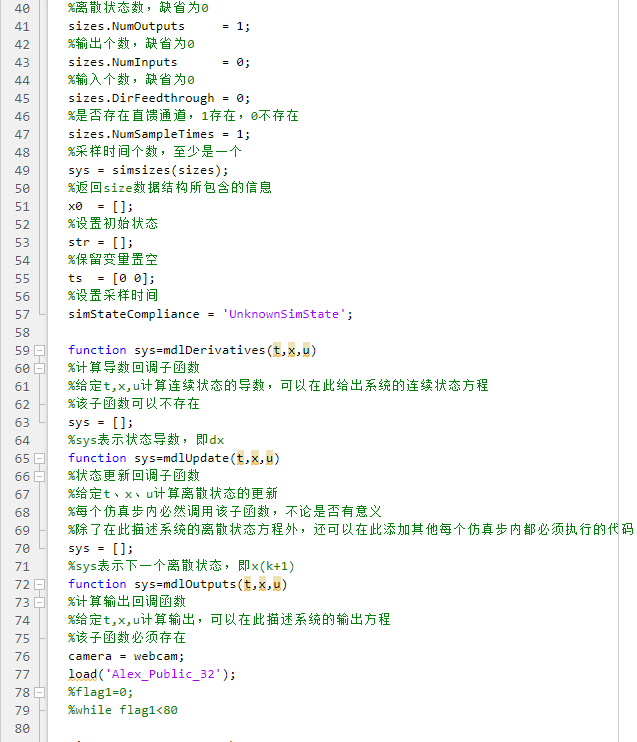 40 %离散状态数，缺省为0
41 sizes.NumOutputs     = 1;
42 %输出个数，缺省为0
43 sizes.NumInputs      = 0;
44 %输入个数，缺省为0
45 sizes.DirFeedthrough = 0;
46 %是否存在直馈通道，1存在，0不存在
47 sizes.NumSampleTimes = 1;
48 %采样时间个数，至少是一个
49 sys = simsizes(sizes);
50 %返回size数据结构所包含的信息
51 x0  = [];
52 %设置初始状态
53 str = [];
54 %保留变量置空
55 ts  = [0 0];
56 %设置采样时间
57 simStateCompliance = 'UnknownSimState';
58
59 function sys=mdlDerivatives(t,x,u)
60 %计算导数回调子函数
61 %给定t,x,u计算连续状态的导数，可以在此给出系统的连续状态方程
62 %该子函数可以不存在
63 sys = [];
64 %sys表示状态导数，即dx
65 function sys=mdlUpdate(t,x,u)
66 %状态更新回调子函数
67 %给定t、x、u计算离散状态的更新
68 %每个仿真步内必然调用该子函数，不论是否有意义
69 %除了在此描述系统的离散状态方程外，还可以在此添加其他每个仿真步内都必须执行的代码
70 sys = [];
71 %sys表示下一个离散状态，即x(k+1)
72 function sys=mdlOutputs(t,x,u)
73 %计算输出回调函数
74 %给定t,x,u计算输出，可以在此描述系统的输出方程
75 %该子函数必须存在
76 camera = webcam;
77 load('Alex_Public_32');
78 %flag1=0;
79 %while flag1<80
80